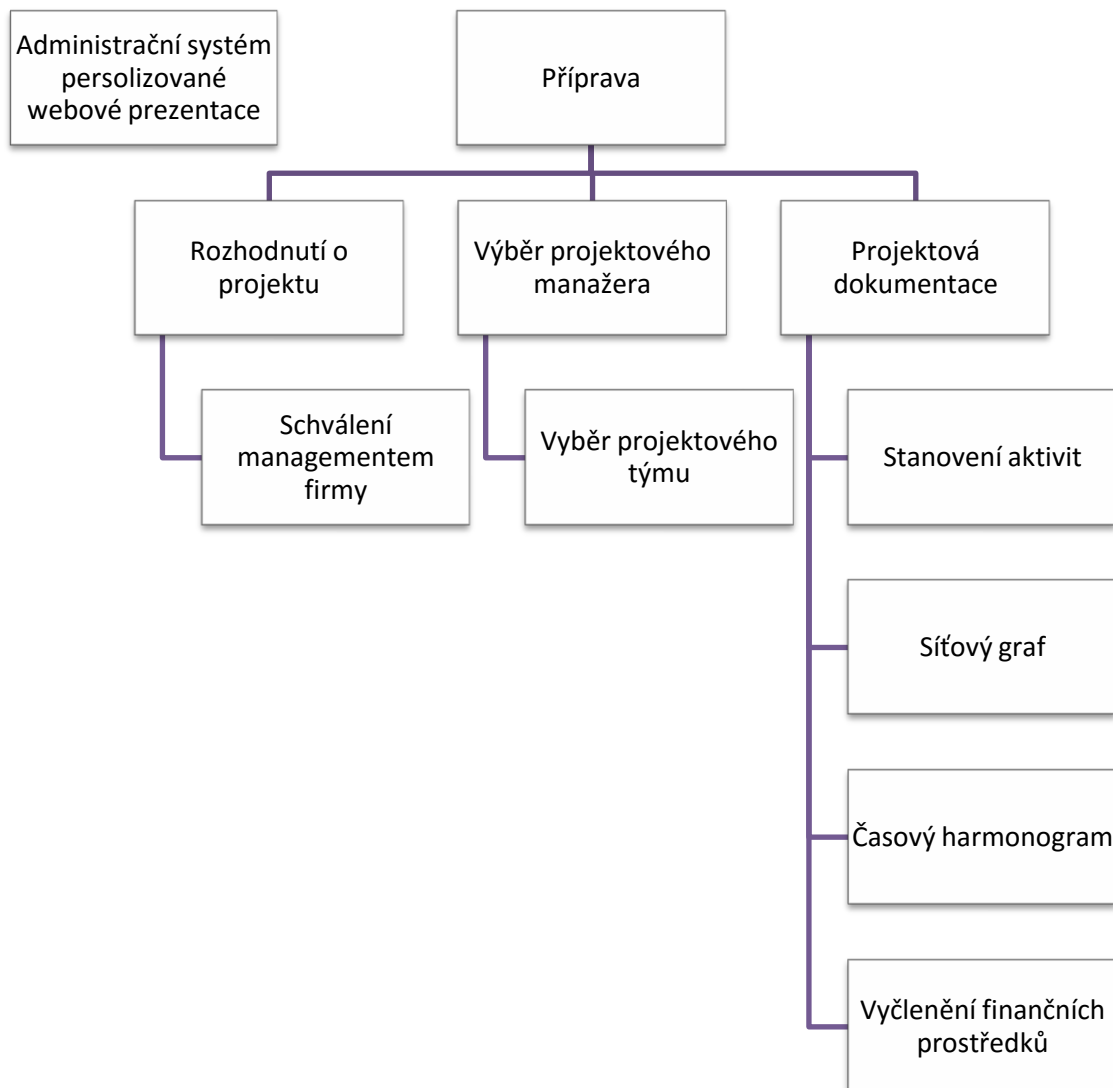 Administrační systém
persolizované
webové prezentace
Příprava
Rozhodnutí o
projektu
Výběr projektového
manažera
Projektová
dokumentace
Schválení
managementem
firmy
Vyběr projektového
týmu
Stanovení aktivit
Síťový graf
Časový harmonogram
Vyčlenění finančních
prostředků